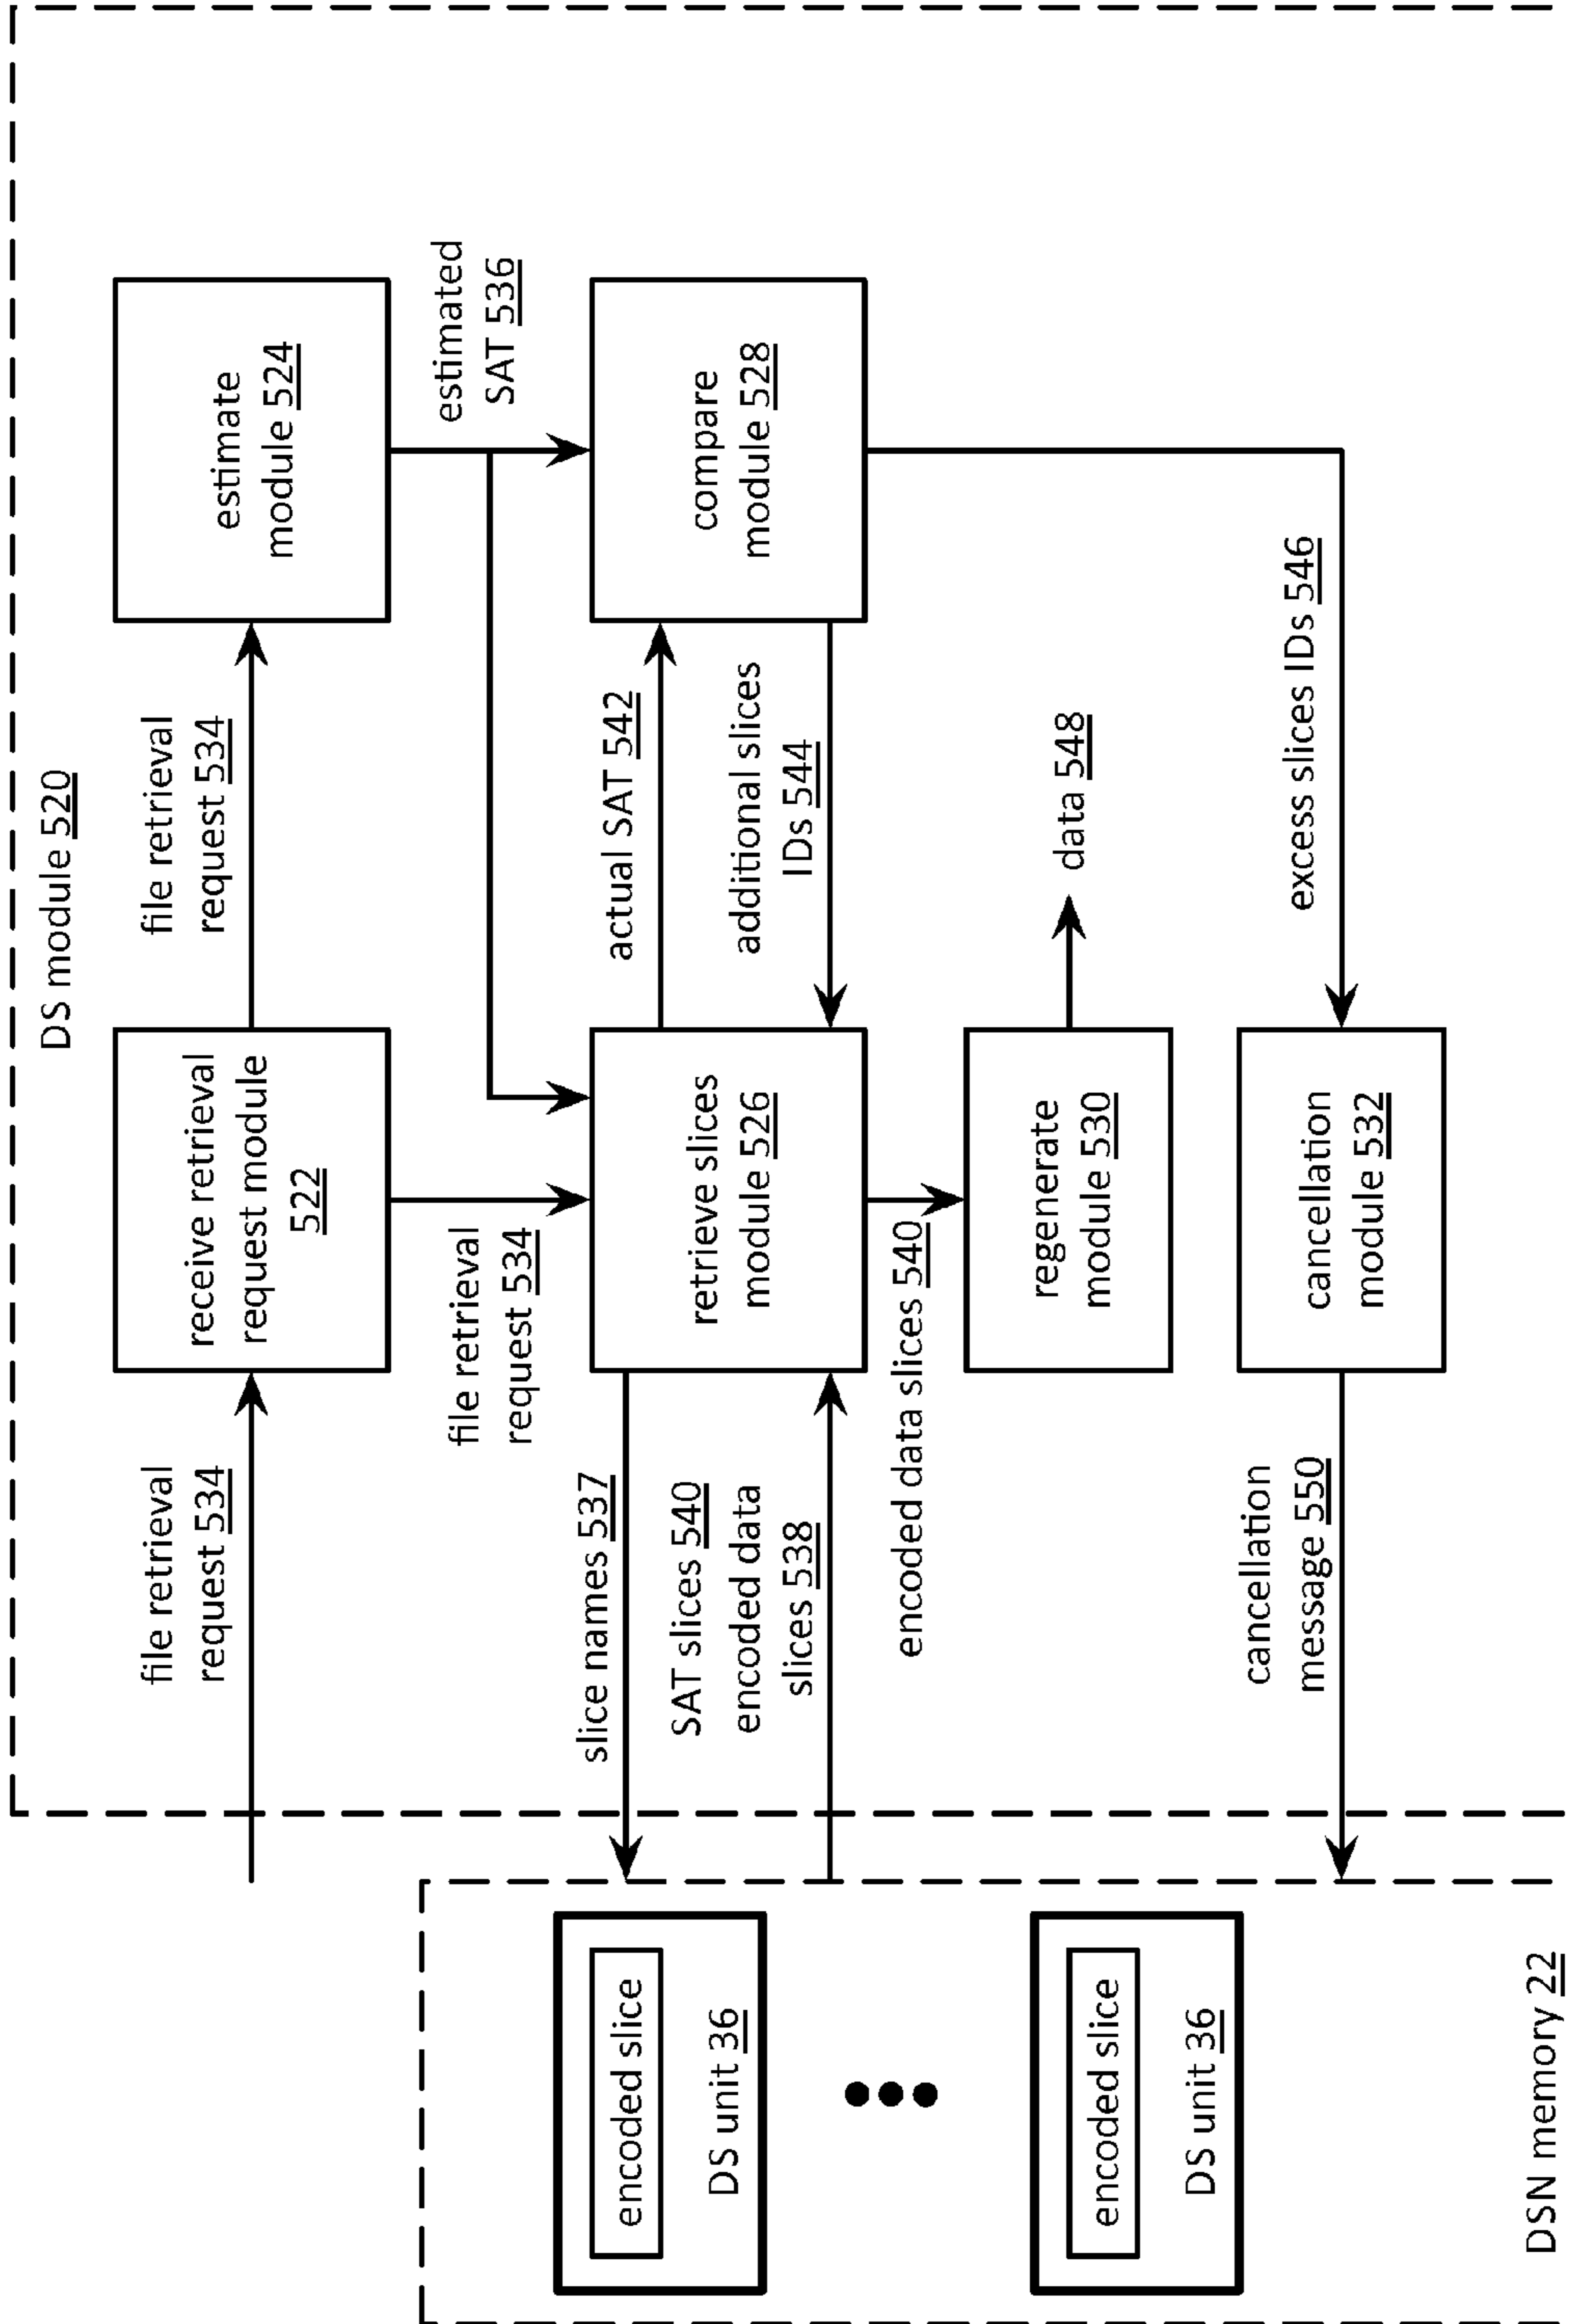 DS module 520
file retrieval
request 534
receive retrieval
request module
522
file retrieval
request 534
estimate
module 524
file retrieval
request 534
estimated
SAT 536
slice names 537
SAT slices 540
encoded data
slices 538
retrieve slices
module 526
actual SAT 542
additional slices
IDs 544
compare
module 528
encoded data slices 540
regenerate
module 530
data 548
cancellation
message 550
cancellation
module 532
excess slices IDs 546
encoded slice
DS unit 36
encoded slice
DS unit 36
DSN memory 22